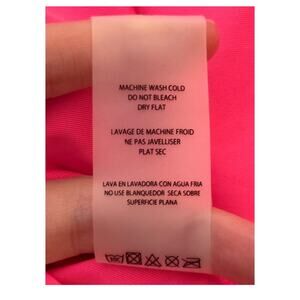 MACHINE WASH COLD
DO NOT BLEACH
DRY FLAT
LAVAGE DE MACHINE FROID
NE PAS JAVELLISER
PLAT SEC
LAVA EN LAVADORA CON AGUA FRIA
NO USE BLANQUEDOR SECA SOBRE
SUPERFICIE PLANA